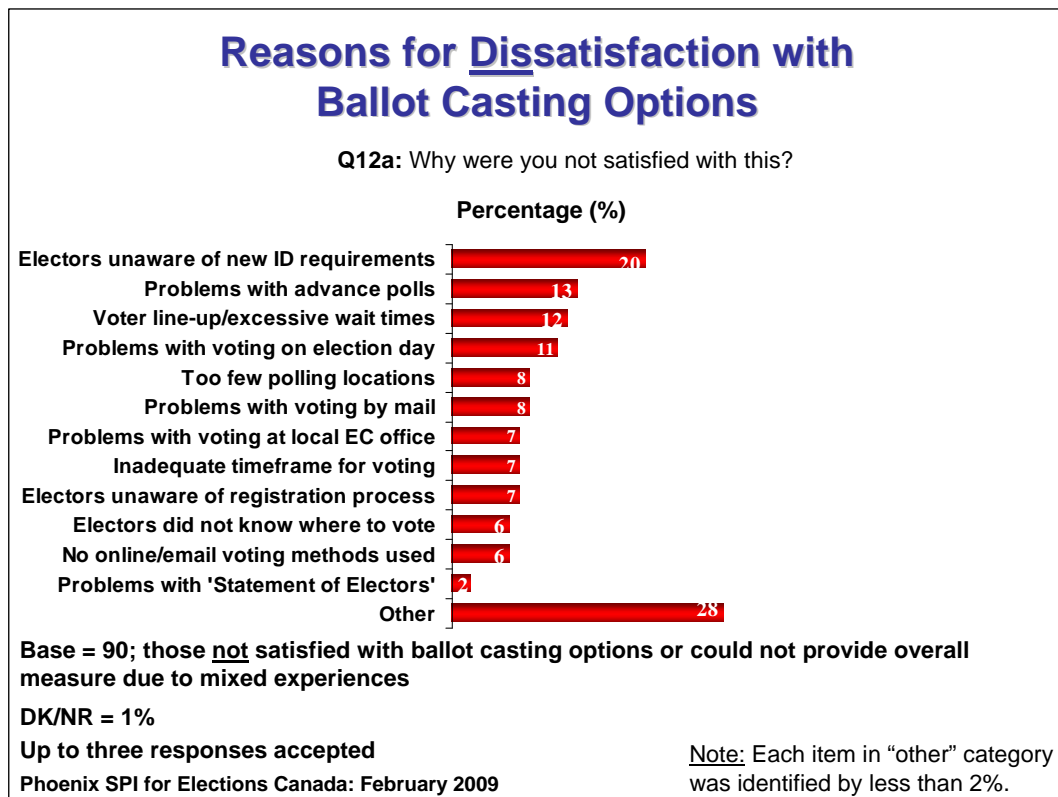 Reasons for Dissatisfaction with
Ballot Casting Options
Q12a: Why were you not satisfied with this?
Percentage (%)
Electors unaware of new ID requirements 20
Problems with advance polls 13
Voter line-up/excessive wait times 12
Problems with voting on election day 11
Too few polling locations 8
Problems with voting by mail 8
Problems with voting at local EC office 7
Inadequate timeframe for voting 7
Electors unaware of registration process 7
Electors did not know where to vote 6
No online/email voting methods used 6
Problems with 'Statement of Electors' 2
Other 28
Base = 90; those not satisfied with ballot casting options or could not provide overall
measure due to mixed experiences
DK/NR = 1%
Up to three responses accepted
Phoenix SPI for Elections Canada: February 2009
Note: Each item in “other” category
was identified by less than 2%.